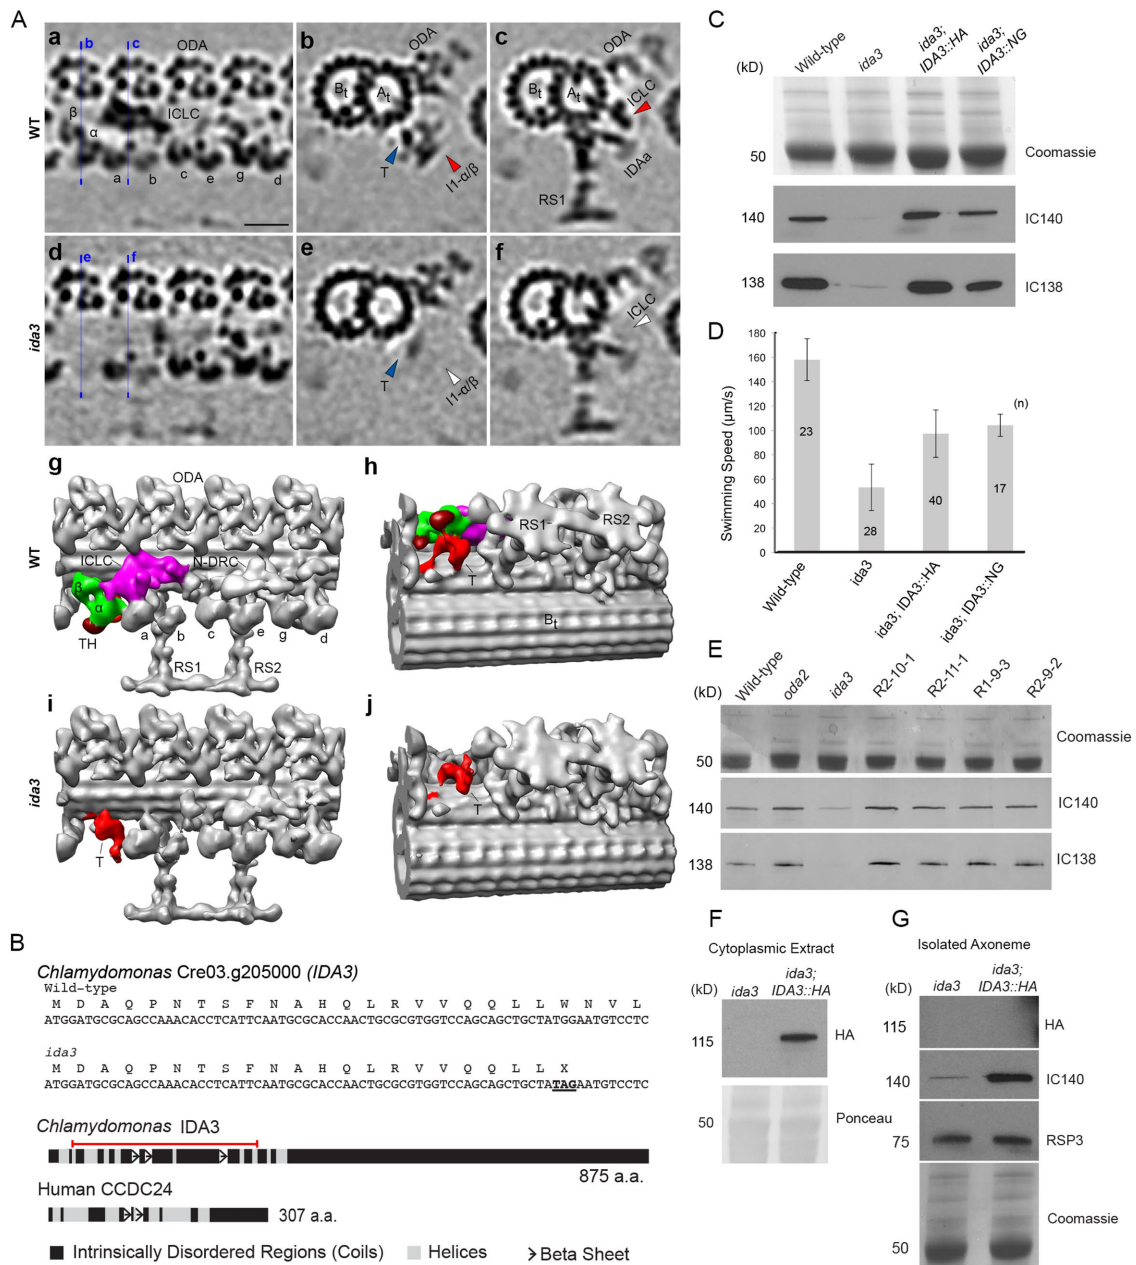 A
a
b
c
ODA
β
α
ICLC
a
b
c
e
g
d
WT
b
ODA
Bt
At
T
I1-α/β
c
ODA
Bt
At
ICLC
IDAa
RS1
d
e
f
ida3
e
T
I1-α/β
f
ICLC
g
ODA
ICLC
N-DRC
β
α
TH
a
b
c
e
g
d
RS1
RS2
WT
h
RS1
RS2
T
Bt
i
T
ida3
j
T
B
Chlamydomonas Cre03.g205000 (IDA3)
Wild-type
M D A Q P N T S F N A H Q L R V V Q Q L L W N V L
ATGGATGCGCAGCCAAACACCTCATTCAATGCGCACCAACTGCGCGTGGTCCAGCAGCTGCTATGGAATGTCCTC
ida3
M D A Q P N T S F N A H Q L R V V Q Q L L X
ATGGATGCGCAGCCAAACACCTCATTCAATGCGCACCAACTGCGCGTGGTCCAGCAGCTGCTATAGAATGTCCTC
Chlamydomonas IDA3
875 a.a.
Human CCDC24
307 a.a.
Intrinsically Disordered Regions (Coils)
Helices
Beta Sheet
C
(kD)
Wild-type
ida3
ida3; IDA3::HA
ida3; IDA3::NG
50
Coomassie
140
IC140
138
IC138
D
Swimming Speed (µm/s)
180
160
140
120
100
80
60
40
20
0
23
28
40
17
(n)
Wild-type
ida3
ida3; IDA3::HA
ida3; IDA3::NG
E
(kD)
Wild-type
oda2
ida3
R2-10-1
R2-11-1
R1-9-3
R2-9-2
50
Coomassie
140
IC140
138
IC138
F
Cytoplasmic Extract
(kD)
ida3
ida3; IDA3::HA
115
HA
50
Ponceau
G
Isolated Axoneme
(kD)
ida3
ida3; IDA3::HA
115
HA
140
IC140
75
RSP3
50
Coomassie